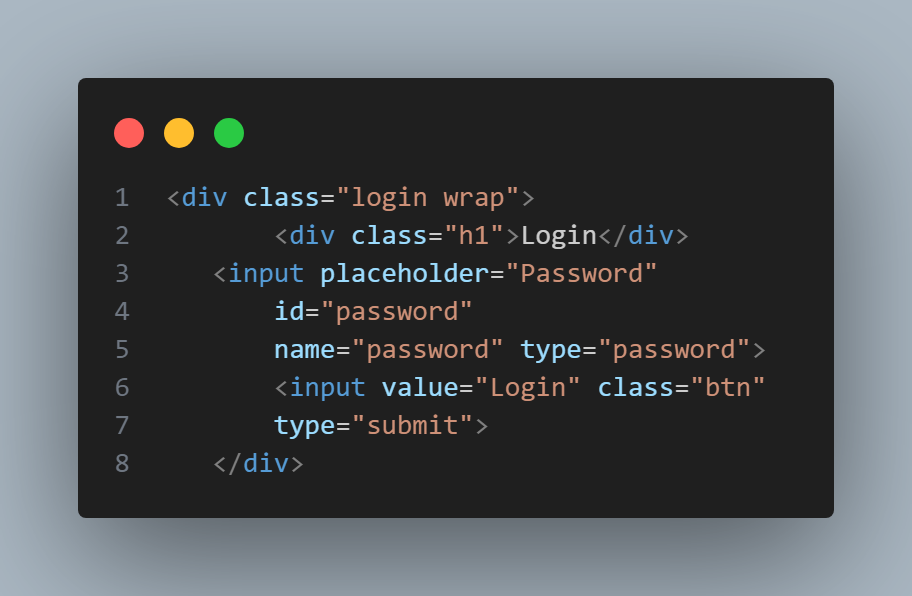 1 <div class="login wrap">
2 <div class="h1">Login</div>
3 <input placeholder="Password"
4 id="password"
5 name="password" type="password">
6 <input value="Login" class="btn"
7 type="submit">
8 </div>